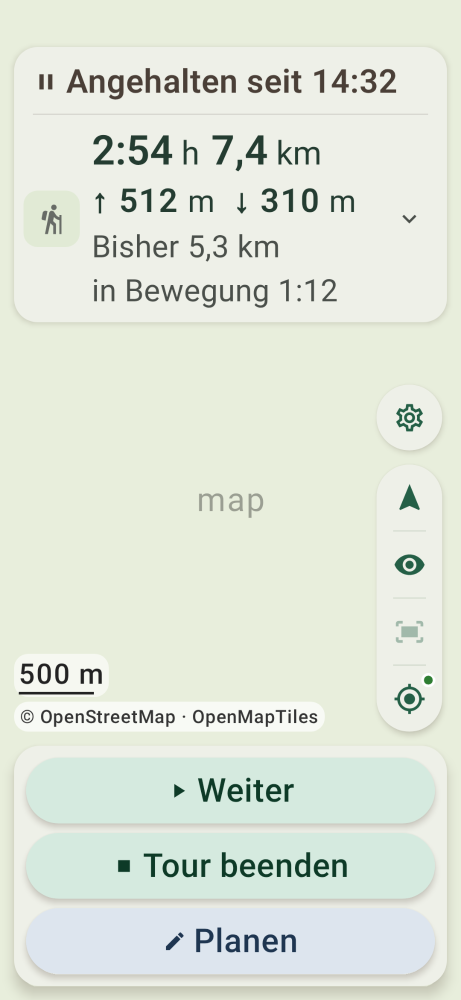 Angehalten seit 14:32
2:54 h 7,4 km
↑ 512 m ↓ 310 m
Bisher 5,3 km
in Bewegung 1:12
map
500 m
© OpenStreetMap · OpenMapTiles
Weiter
Tour beenden
Planen